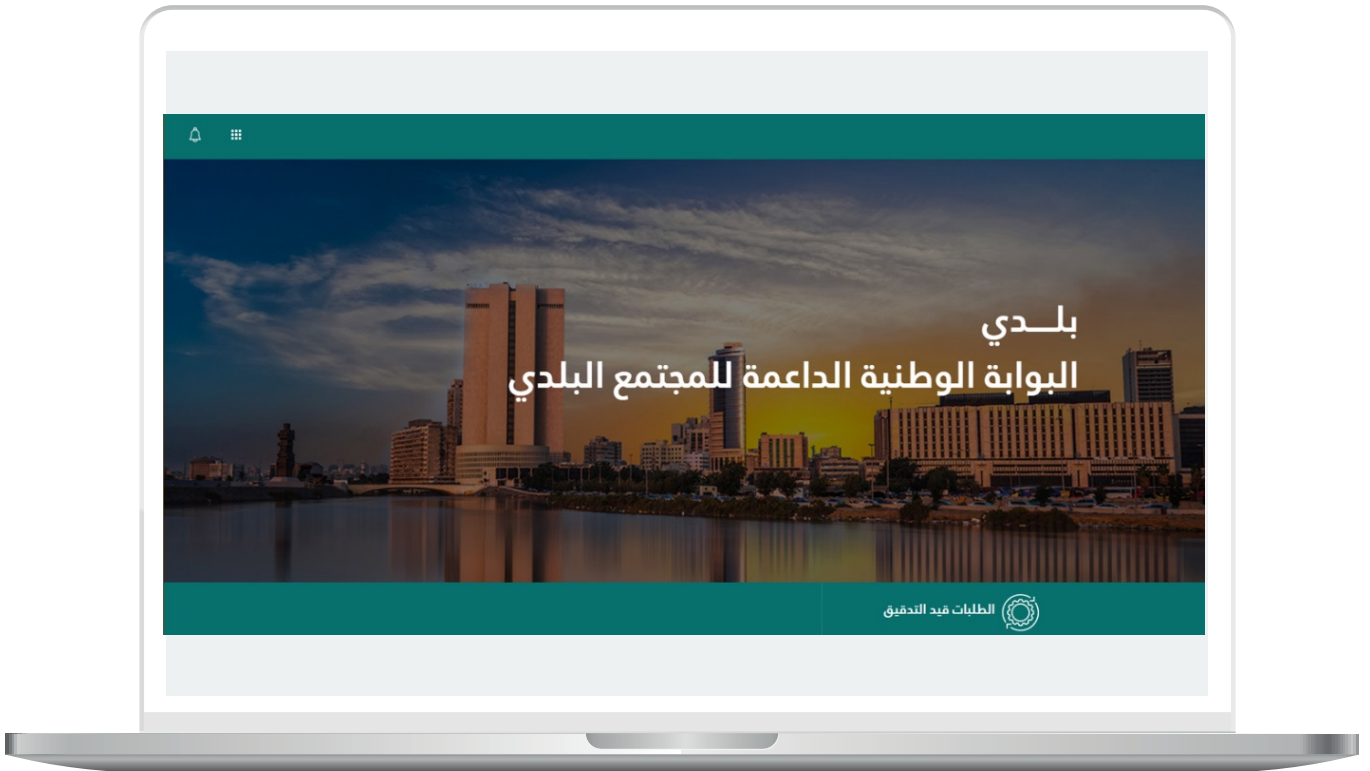 بلـــدي
البوابة الوطنية الداعمة للمجتمع البلدي
الطلبات قيد التدقيق